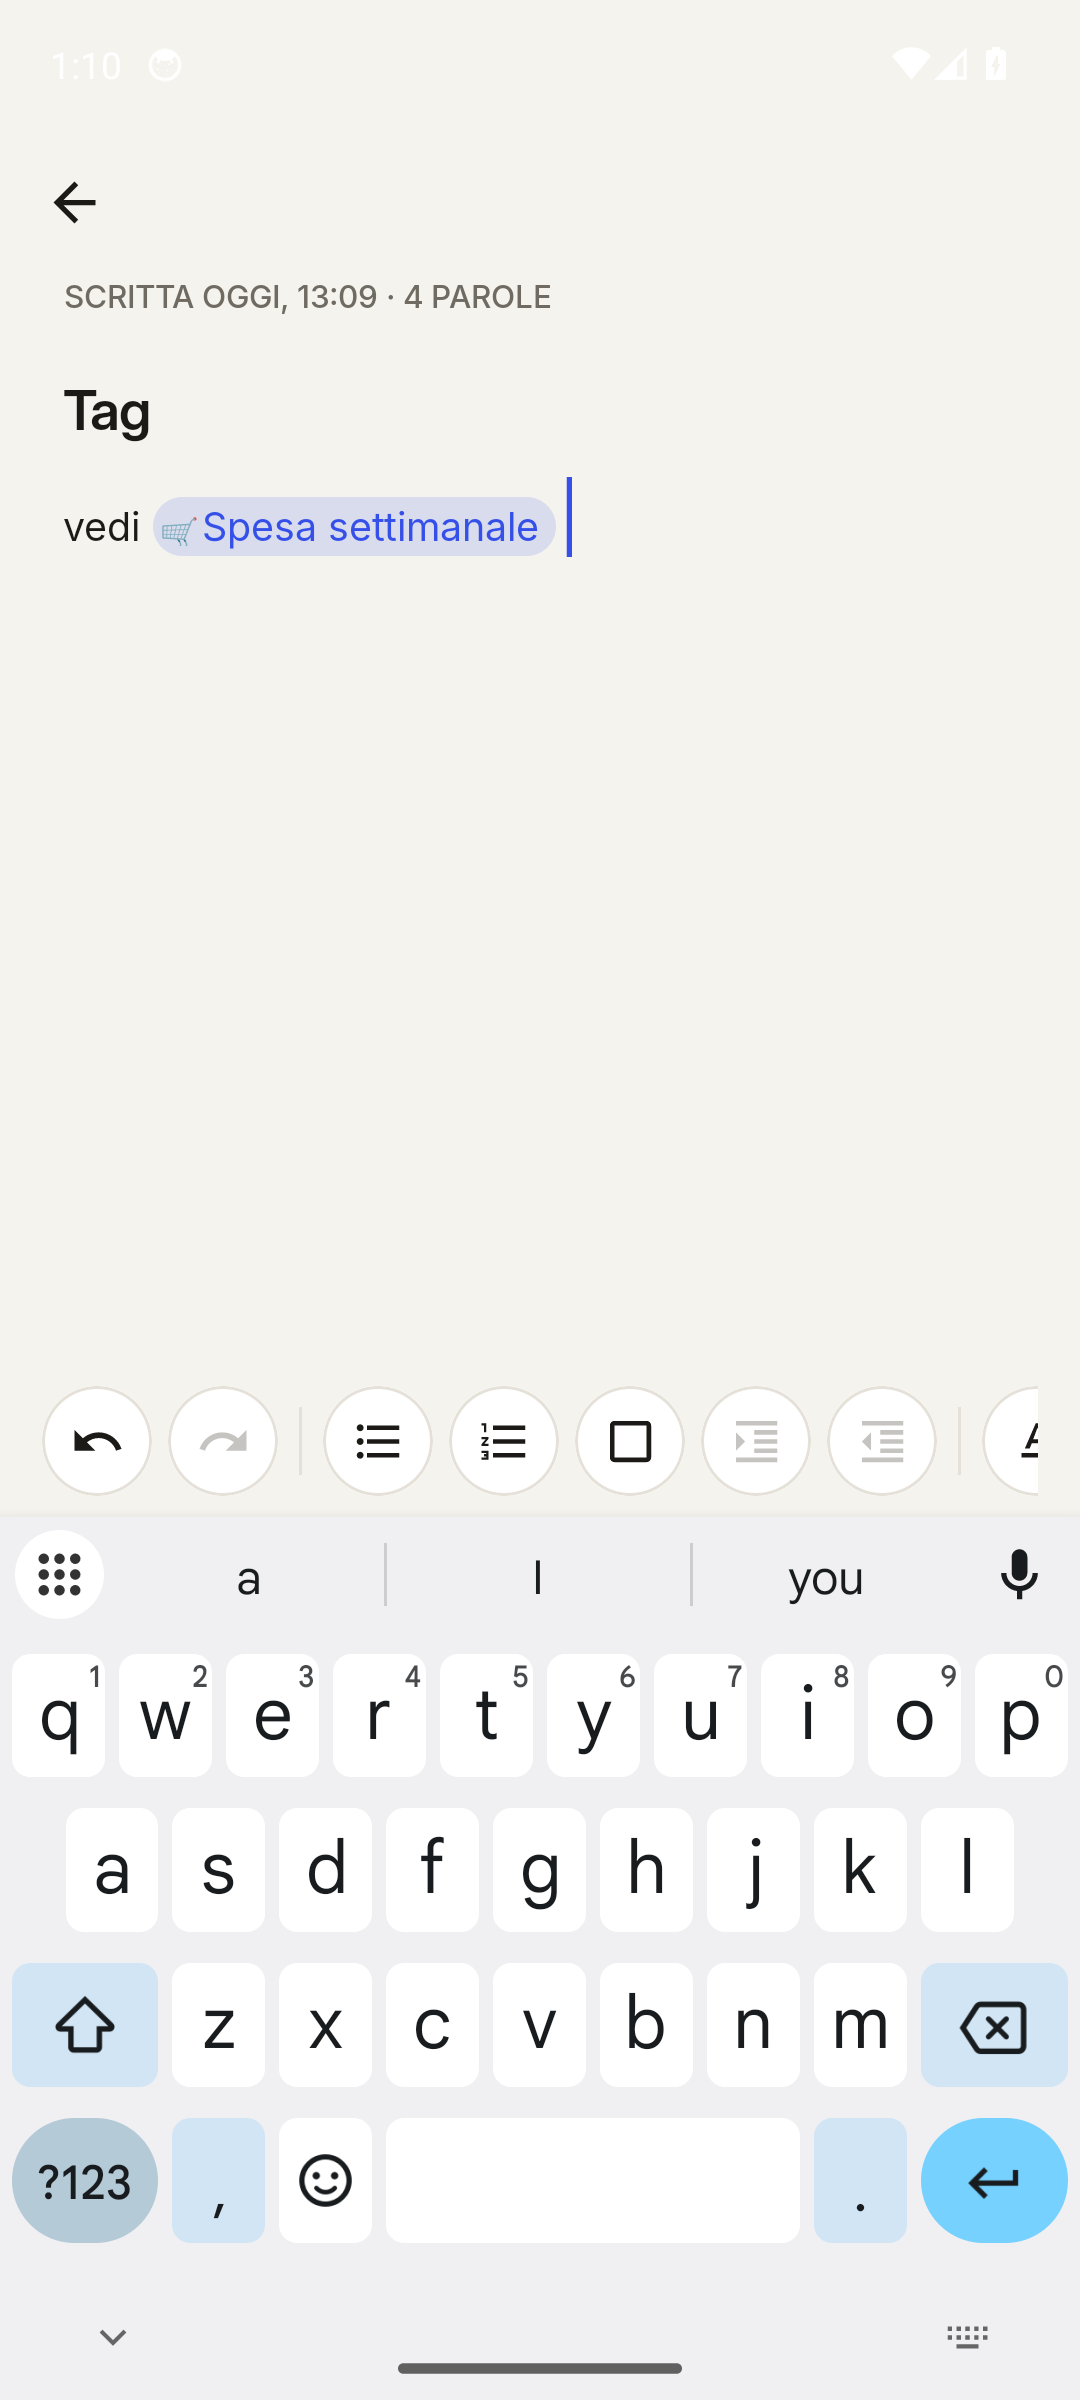 1:10
SCRITTA OGGI, 13:09 · 4 PAROLE
Tag
vedi 🛒Spesa settimanale
a I you
q1 w2 e3 r4 t5 y6 u7 i8 o9 p0
a s d f g h j k l
z x c v b n m
?123 , .